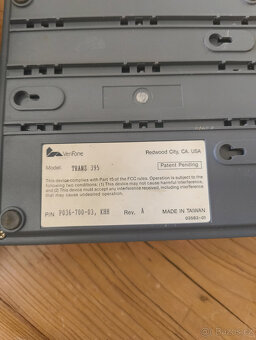 VeriFone
Redwood City, CA. USA
Model: TRANZ 395
Patent Pending
This device complies with Part 15 of the FCC rules. Operation is subject to the
following two conditions: (1) This device may not cause harmful interference,
and (2) This device must accept any interference received, including
interference that may cause undesired operation.
P/N P036-700-03, KHH Rev. A MADE IN TAIWAN